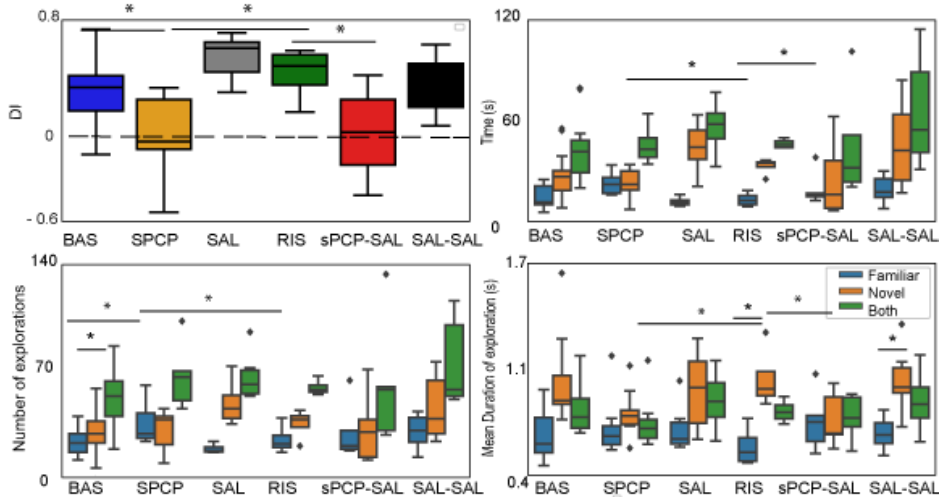 0.8
DI
0
- 0.6
* * *
BAS SPCP SAL RIS sPCP-SAL SAL-SAL
120
Time (s)
60
0
* *
BAS SPCP SAL RIS sPCP-SAL SAL-SAL
140
Number of explorations
70
0
* * *
BAS SPCP SAL RIS sPCP-SAL SAL-SAL
1.7
Mean Duration of exploration (s)
1.1
0.4
Familiar
Novel
Both
* * * *
BAS SPCP SAL RIS sPCP-SAL SAL-SAL